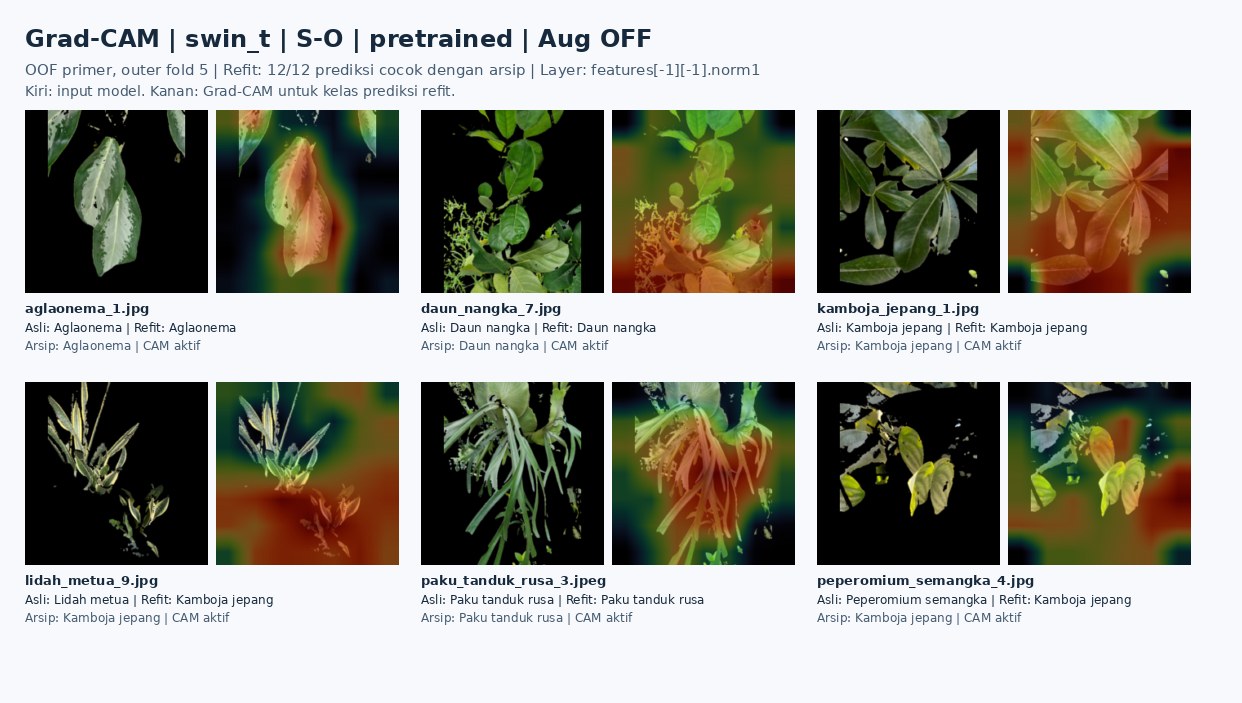 Grad-CAM | swin_t | S-O | pretrained | Aug OFF
OOF primer, outer fold 5 | Refit: 12/12 prediksi cocok dengan arsip | Layer: features[-1][-1].norm1
Kiri: input model. Kanan: Grad-CAM untuk kelas prediksi refit.
aglaonema_1.jpg
Asli: Aglaonema | Refit: Aglaonema
Arsip: Aglaonema | CAM aktif
daun_nangka_7.jpg
Asli: Daun nangka | Refit: Daun nangka
Arsip: Daun nangka | CAM aktif
kamboja_jepang_1.jpg
Asli: Kamboja jepang | Refit: Kamboja jepang
Arsip: Kamboja jepang | CAM aktif
lidah_metua_9.jpg
Asli: Lidah metua | Refit: Kamboja jepang
Arsip: Kamboja jepang | CAM aktif
paku_tanduk_rusa_3.jpeg
Asli: Paku tanduk rusa | Refit: Paku tanduk rusa
Arsip: Paku tanduk rusa | CAM aktif
peperomium_semangka_4.jpg
Asli: Peperomium semangka | Refit: Kamboja jepang
Arsip: Kamboja jepang | CAM aktif